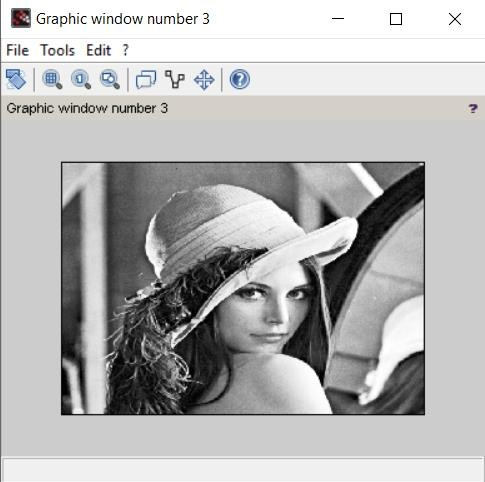 Graphic window number 3
File Tools Edit ?
Graphic window number 3 ?